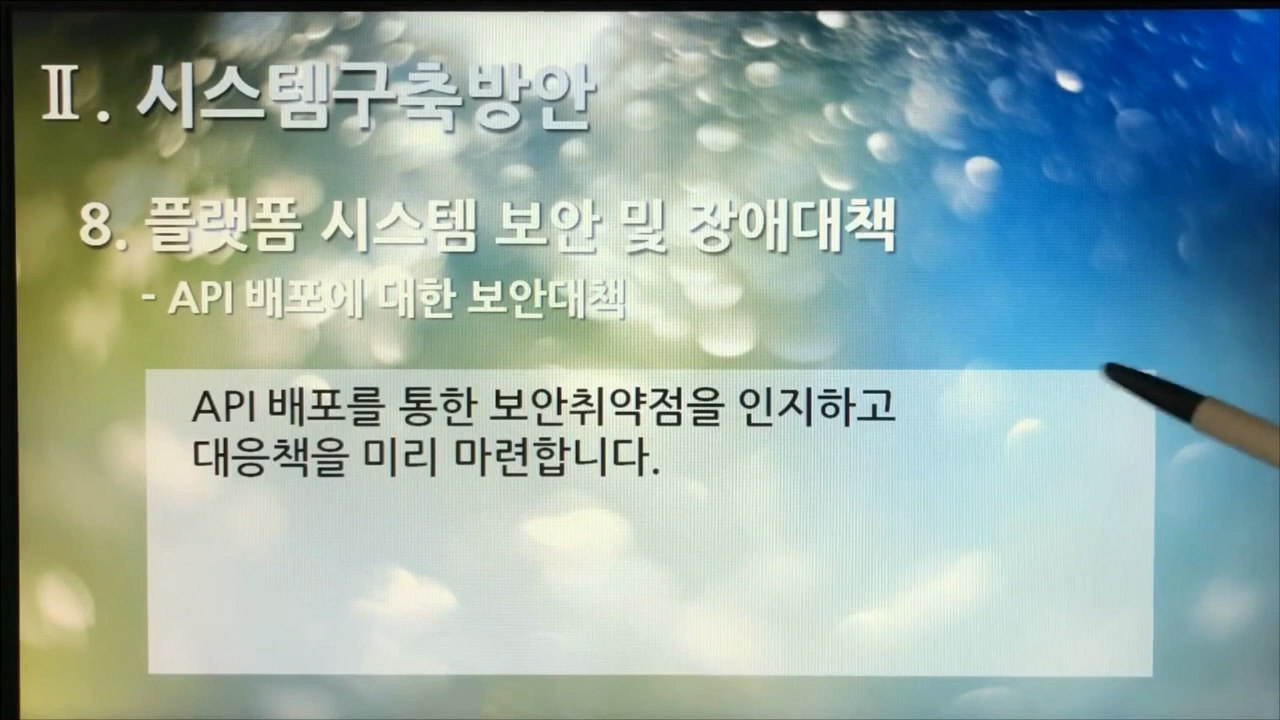 Ⅱ. 시스템구축방안
8. 플랫폼 시스템 보안 및 장애대책
- API 배포에 대한 보안대책
API 배포를 통한 보안취약점을 인지하고
대응책을 미리 마련합니다.